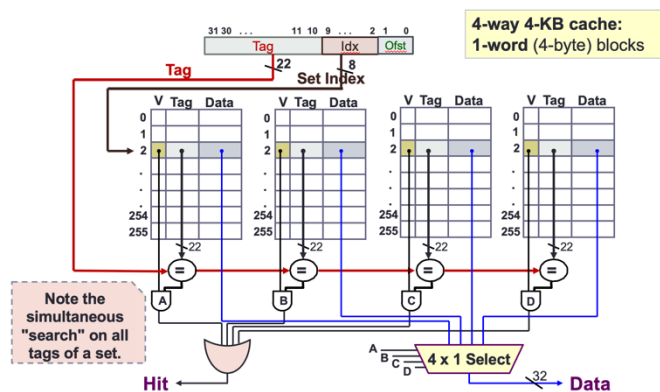 31 30 . . . 11 10 9 ... 2 1 0
Tag Idx Ofst
4-way 4-KB cache:
1-word (4-byte) blocks
22
8
Tag
Set Index
V Tag Data
V Tag Data
V Tag Data
V Tag Data
0
0
0
0
1
1
1
1
2
2
2
2
.
.
.
.
.
.
.
.
.
.
.
.
254
254
254
254
255
255
255
255
22
22
22
22
=
=
=
=
A
B
C
D
Note the
simultaneous
"search" on all
tags of a set.
A
B
C
D
4 x 1 Select
32
Hit
Data